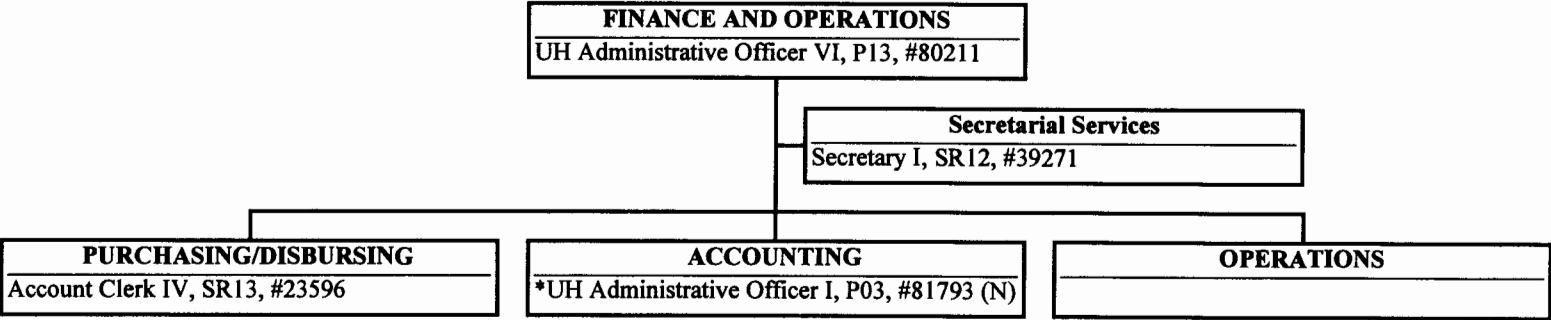 FINANCE AND OPERATIONS
UH Administrative Officer VI, P13, #80211
Secretarial Services
Secretary I, SR12, #39271
PURCHASING/DISBURSING
Account Clerk IV, SR13, #23596
ACCOUNTING
*UH Administrative Officer I, P03, #81793 (N)
OPERATIONS